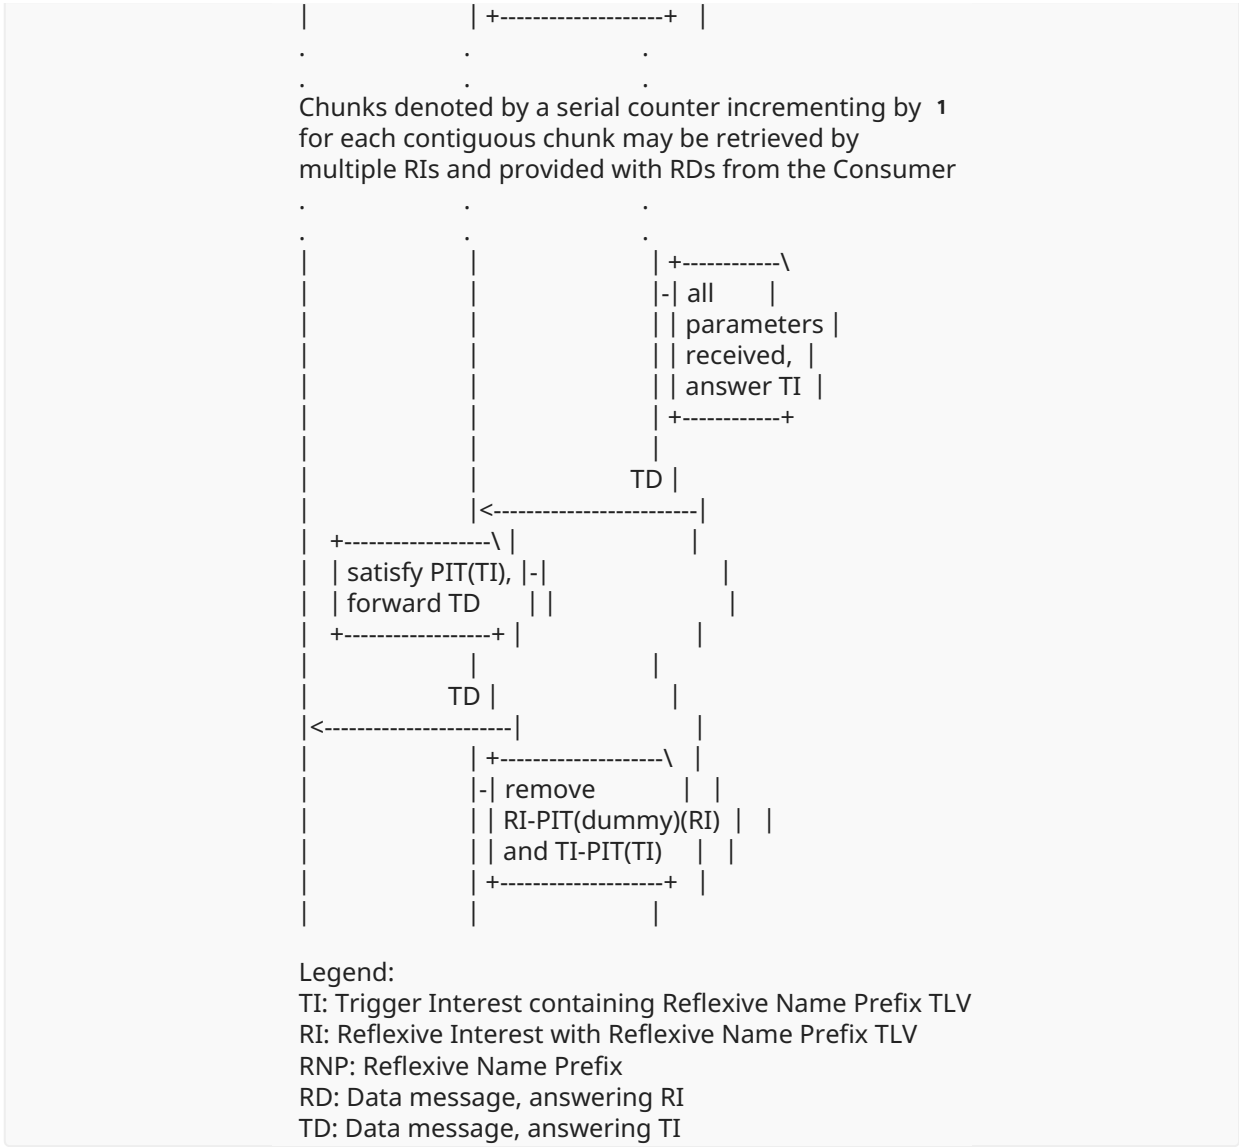 |                    | +--------------------+   |
.                    .                      .
.                    .                      .
Chunks denoted by a serial counter incrementing by 1
for each contiguous chunk may be retrieved by
multiple RIs and provided with RDs from the Consumer
.                    .                      .
.                    .                      .
|                    |                      | +------------\
|                    |                      |-| all       |
|                    |                      | | parameters |
|                    |                      | | received,  |
|                    |                      | | answer TI  |
|                    |                      | +------------+
|                    |                      |
|                    |                   TD |
|                    |<-------------------------|
|   +------------------\ |                      |
|   | satisfy PIT(TI), |-|                      |
|   | forward TD      | |                      |
|   +------------------+ |                      |
|                    |                      |
|                 TD |                      |
|<-----------------------|                      |
|                    | +--------------------\   |
|                    |-| remove           |   |
|                    | | RI-PIT(dummy)(RI)  |   |
|                    | | and TI-PIT(TI)     |   |
|                    | +--------------------+   |
|                    |                      |
Legend:
TI: Trigger Interest containing Reflexive Name Prefix TLV
RI: Reflexive Interest with Reflexive Name Prefix TLV
RNP: Reflexive Name Prefix
RD: Data message, answering RI
TD: Data message, answering TI